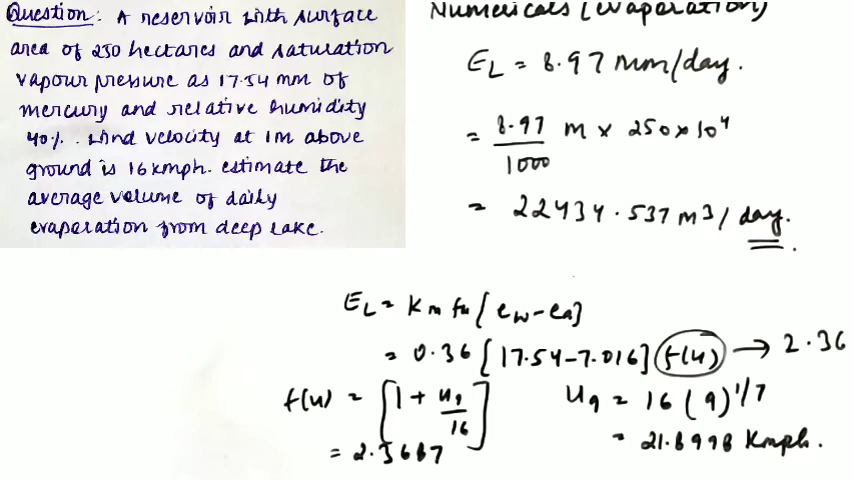 Question: A reservoir with surface
area of 250 hectares and saturation
vapour pressure as 17.54 mm of
mercury and relative humidity
40%. Wind velocity at 1m above
ground is 16 kmph. estimate the
average volume of daily
evaporation from deep lake.
Numericals (evaporation)
EL = 8.97 mm/day.
= 8.97/1000 m × 250 × 10^4
= 22434.537 m3/day.
EL = Km fu [ew-ea]
= 0.36 [17.54-7.016] f(u) → 2.36
f(u) = [1 + u9/16]
= 2.3687
u9 = 16 (9)^1/7
= 21.8998 Kmph.